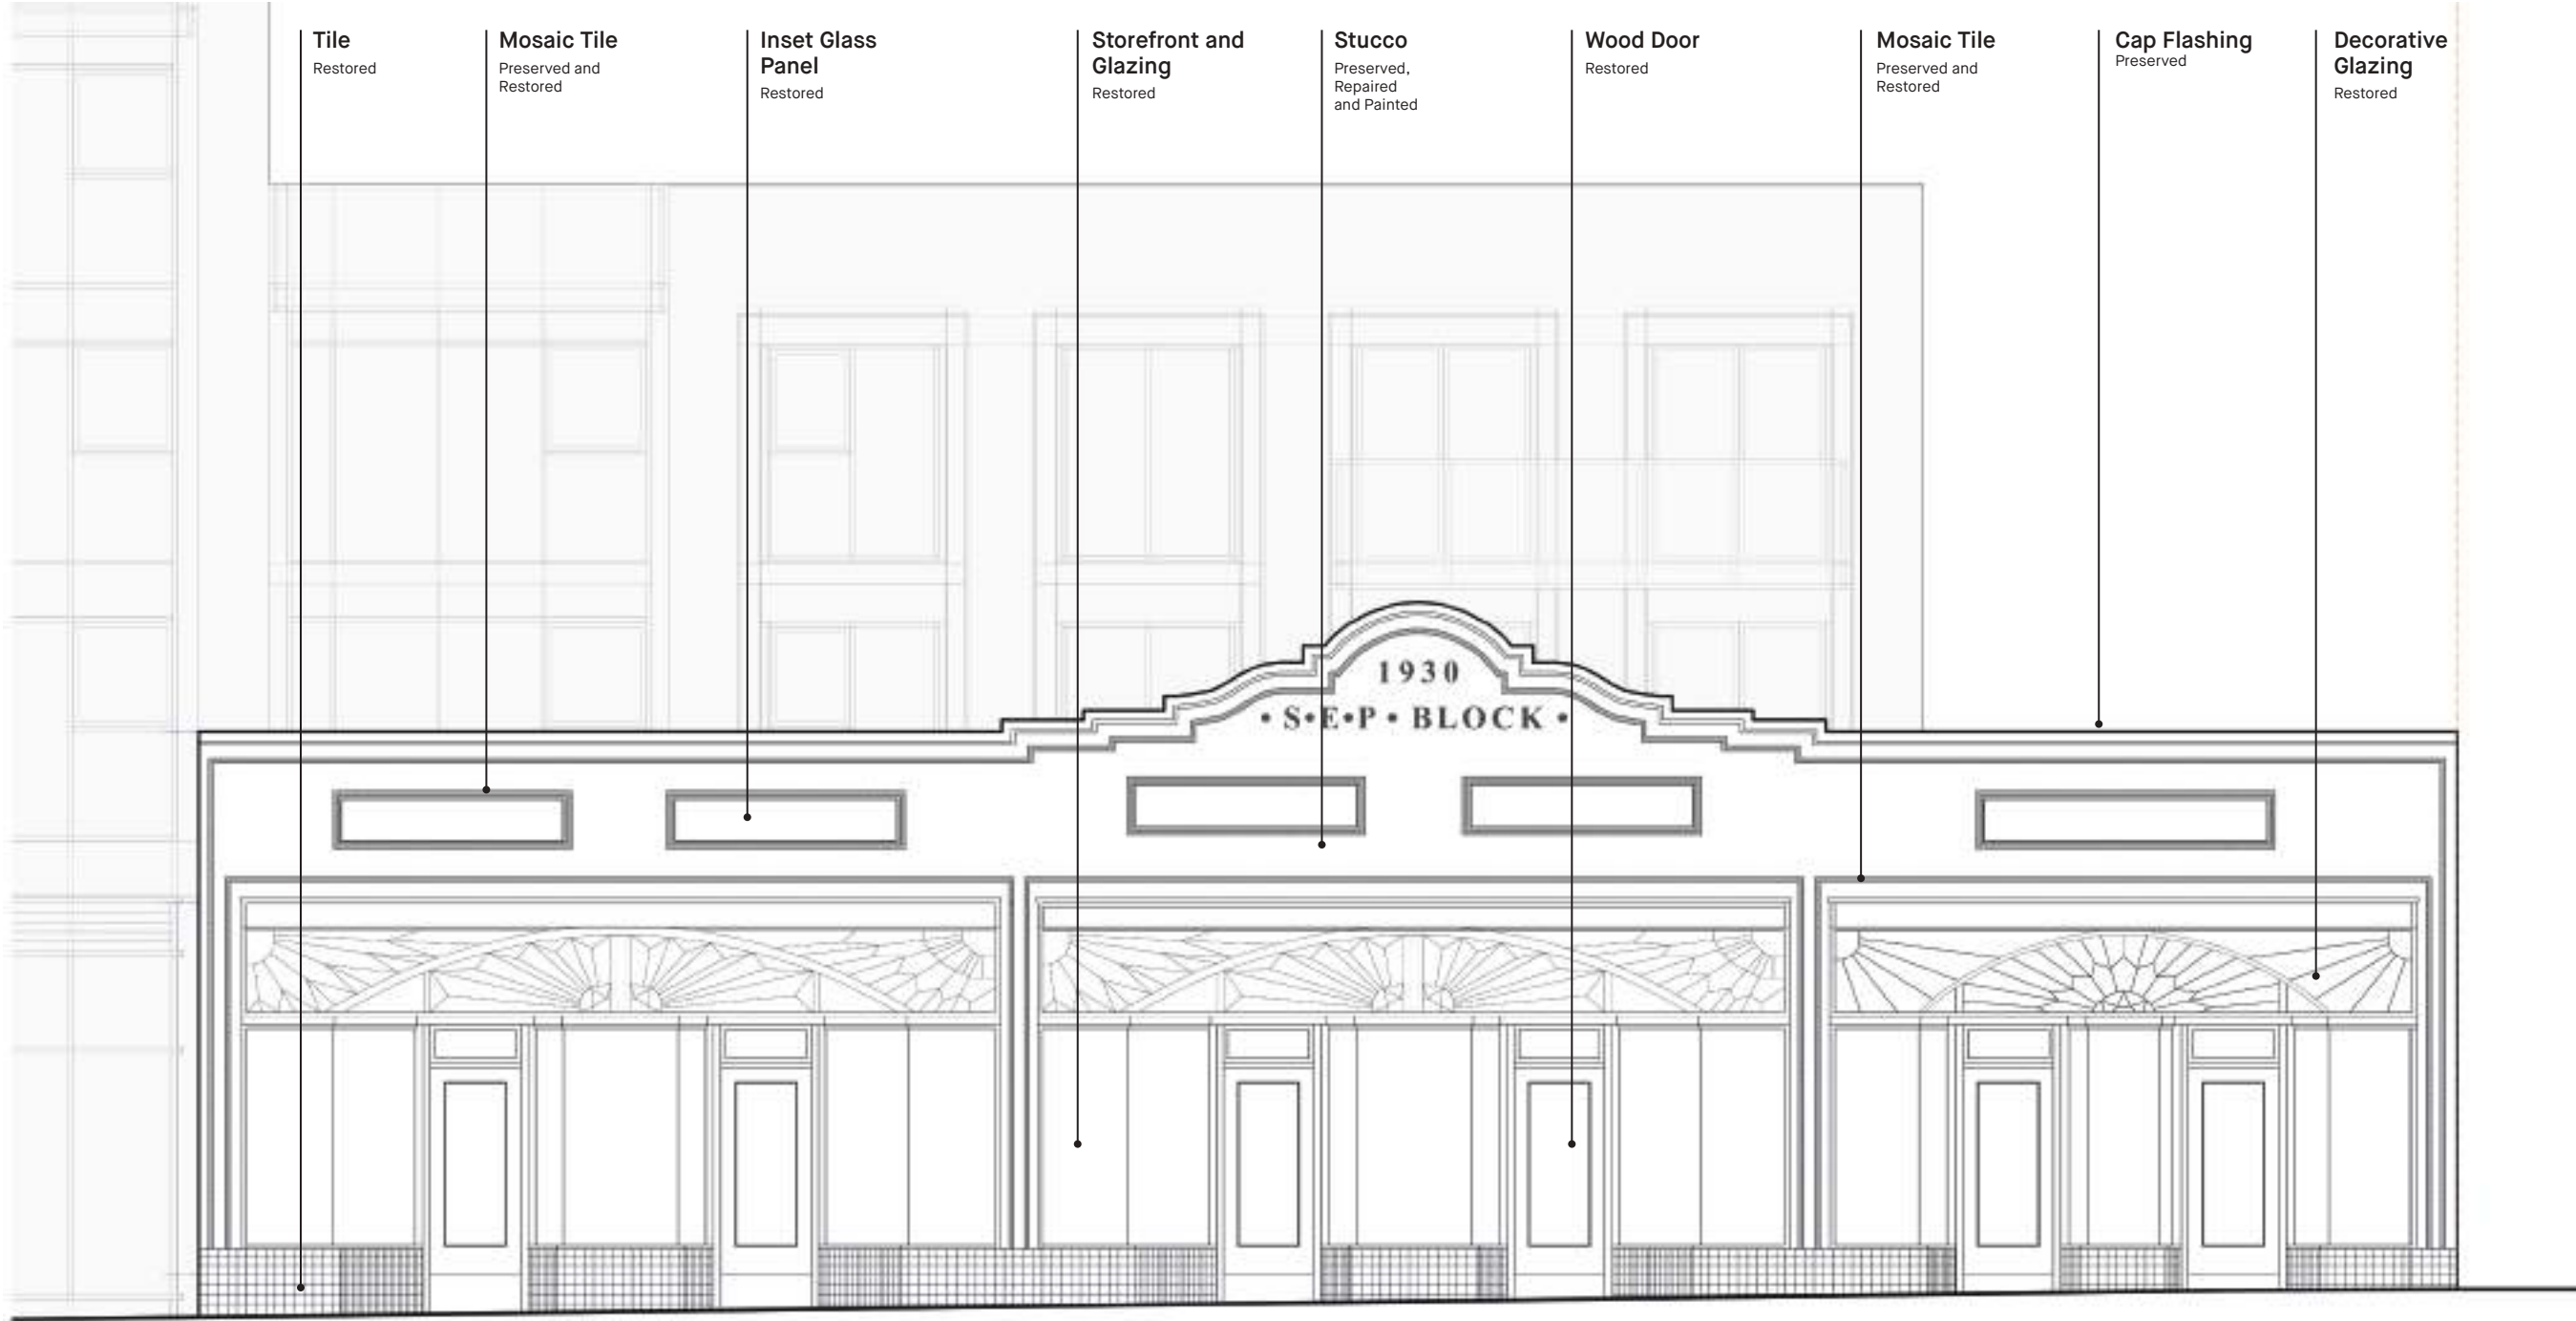 Tile
Restored
Mosaic Tile
Preserved and
Restored
Inset Glass
Panel
Restored
Storefront and
Glazing
Restored
Stucco
Preserved,
Repaired
and Painted
Wood Door
Restored
Mosaic Tile
Preserved and
Restored
Cap Flashing
Preserved
Decorative
Glazing
Restored
1930
• S•E•P • BLOCK •